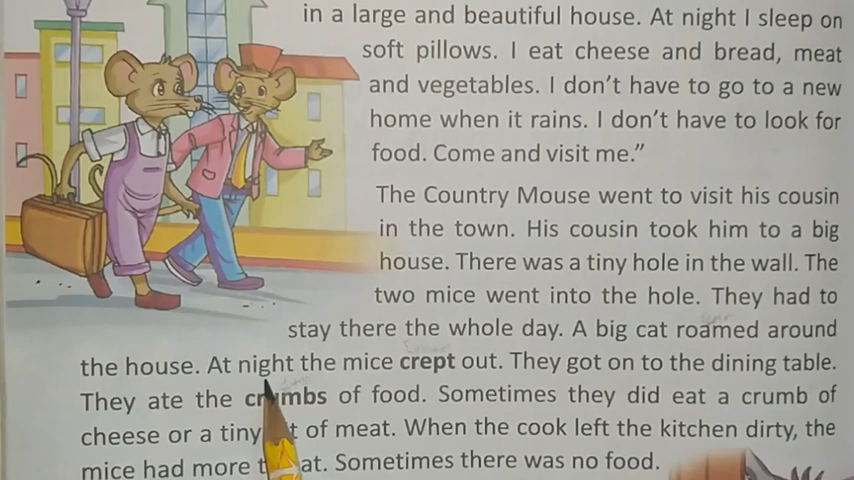 in a large and beautiful house. At night I sleep on
soft pillows. I eat cheese and bread, meat
and vegetables. I don't have to go to a new
home when it rains. I don't have to look for
food. Come and visit me."
The Country Mouse went to visit his cousin
in the town. His cousin took him to a big
house. There was a tiny hole in the wall. The
two mice went into the hole. They had to
stay there the whole day. A big cat roamed around
the house. At night the mice crept out. They got on to the dining table.
They ate the crumbs of food. Sometimes they did eat a crumb of
cheese or a tiny of meat. When the cook left the kitchen dirty, the
mice had more at. Sometimes there was no food.